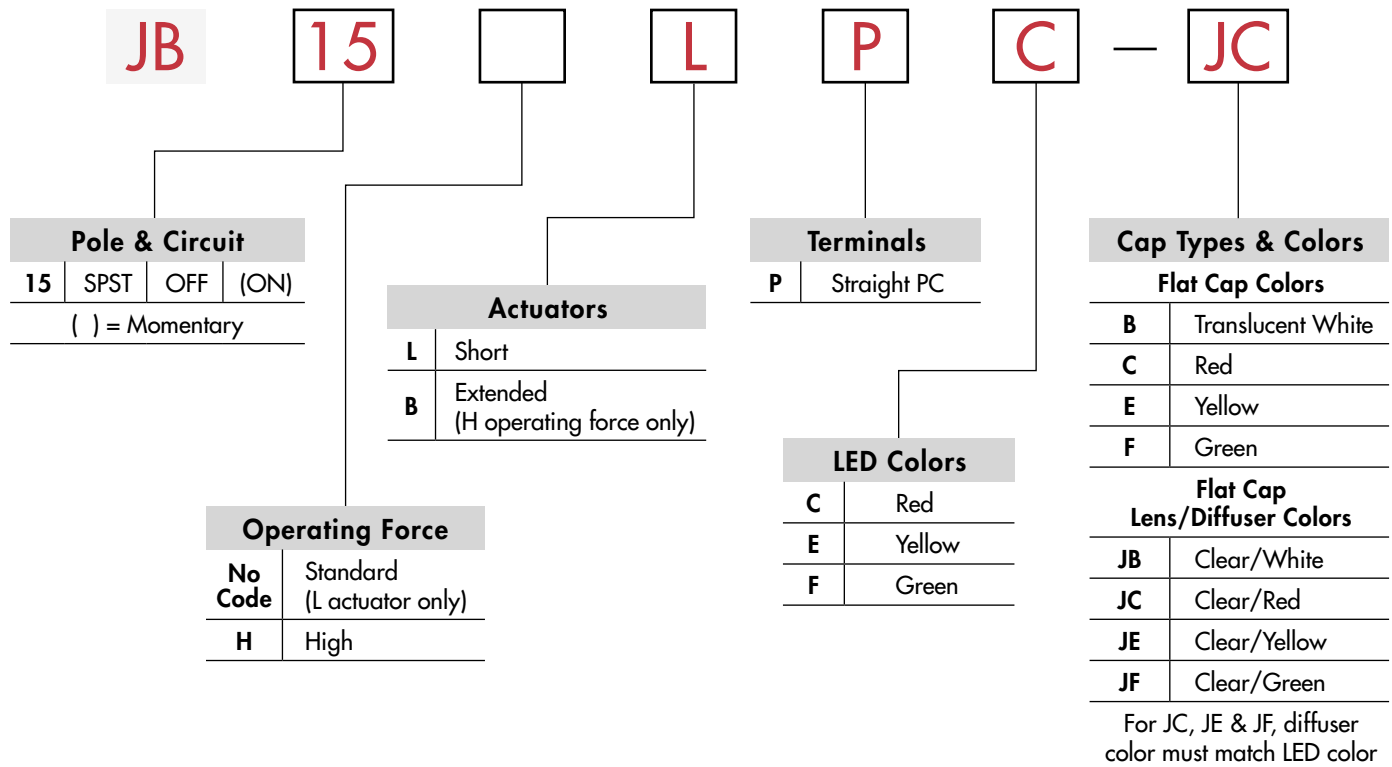 JB 15 L P C — JC
Pole & Circuit
15 SPST OFF (ON)
( ) = Momentary
Operating Force
No Code Standard (L actuator only)
H High
Actuators
L Short
B Extended (H operating force only)
Terminals
P Straight PC
LED Colors
C Red
E Yellow
F Green
Cap Types & Colors
Flat Cap Colors
B Translucent White
C Red
E Yellow
F Green
Flat Cap
Lens/Diffuser Colors
JB Clear/White
JC Clear/Red
JE Clear/Yellow
JF Clear/Green
For JC, JE & JF, diffuser
color must match LED color